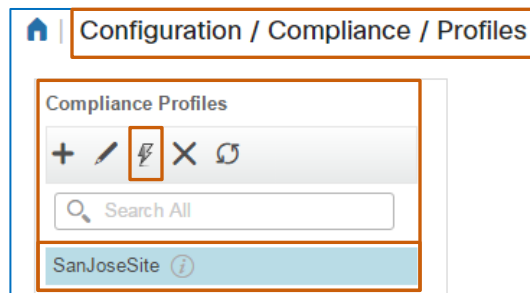 Configuration / Compliance / Profiles
Compliance Profiles
Search All
SanJoseSite